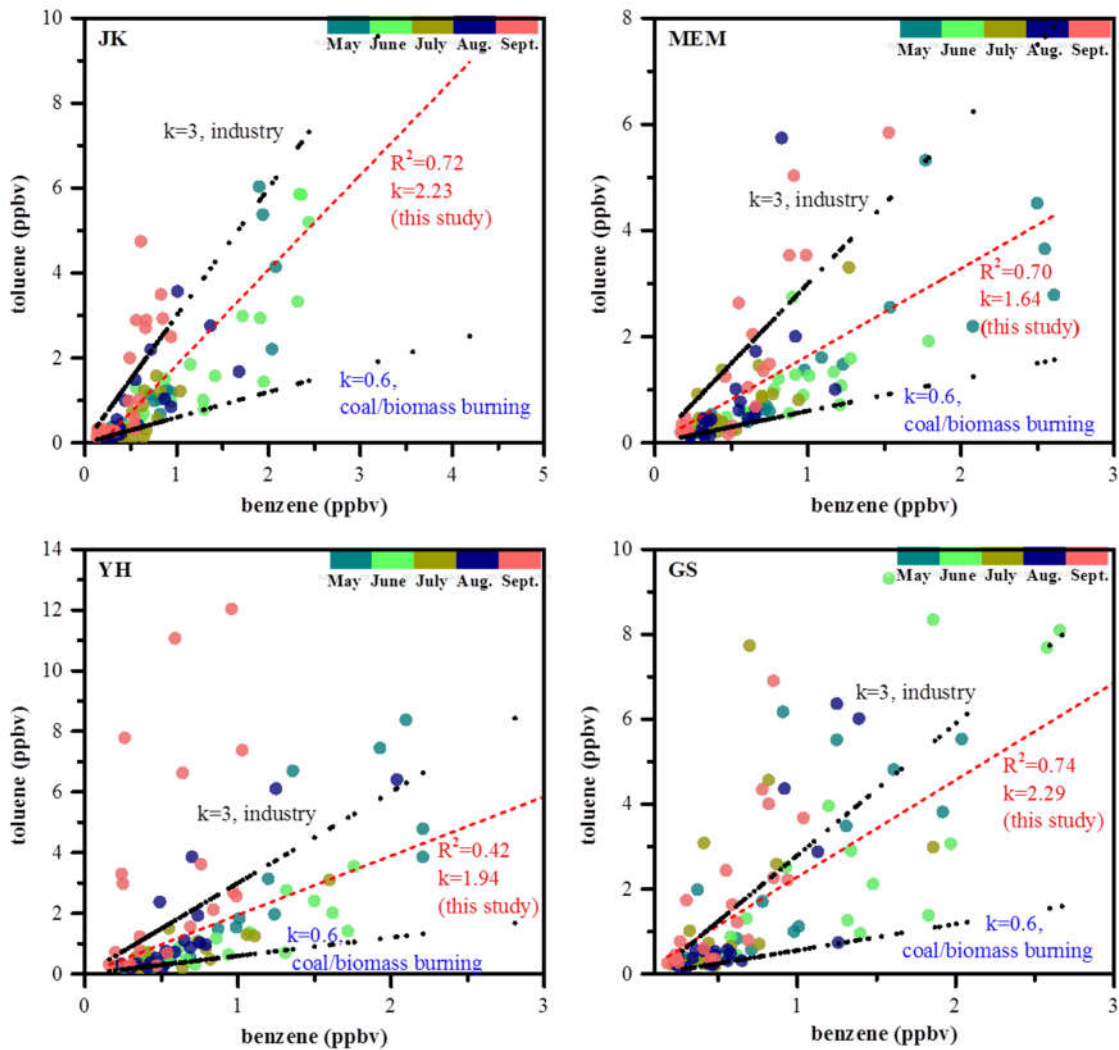 JK
May June July Aug. Sept.
10
8
6
4
2
0
toluene (ppbv)
k=3, industry
R²=0.72
k=2.23
(this study)
k=0.6,
coal/biomass burning
0 1 2 3 4 5
benzene (ppbv)
MEM
May June July Aug. Sept.
8
6
4
2
0
toluene (ppbv)
k=3, industry
R²=0.70
k=1.64
(this study)
k=0.6,
coal/biomass burning
0 1 2 3
benzene (ppbv)
YH
May June July Aug. Sept.
14
12
10
8
6
4
2
0
toluene (ppbv)
k=3, industry
R²=0.42
k=1.94
(this study)
k=0.6,
coal/biomass burning
0 1 2 3
benzene (ppbv)
GS
May June July Aug. Sept.
10
8
6
4
2
0
toluene (ppbv)
k=3, industry
R²=0.74
k=2.29
(this study)
k=0.6,
coal/biomass burning
0 1 2 3
benzene (ppbv)